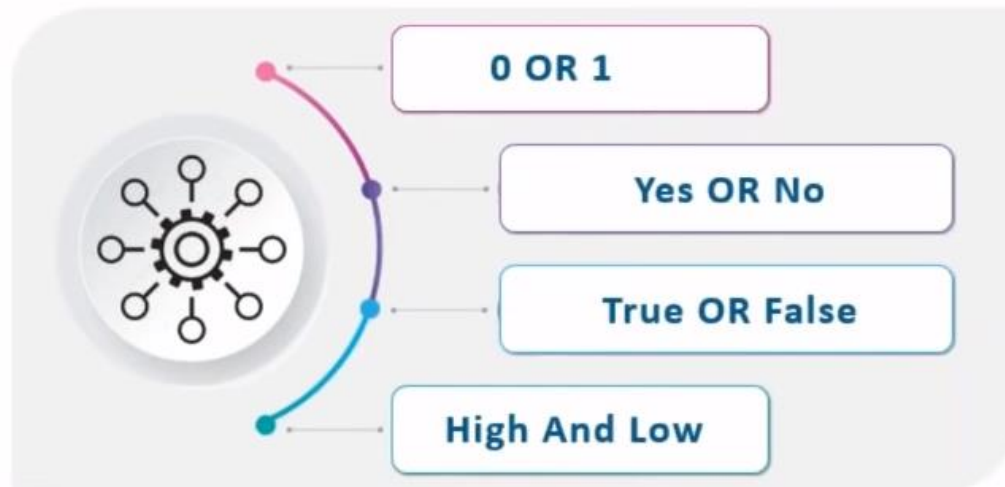 0 OR 1
Yes OR No
True OR False
High And Low